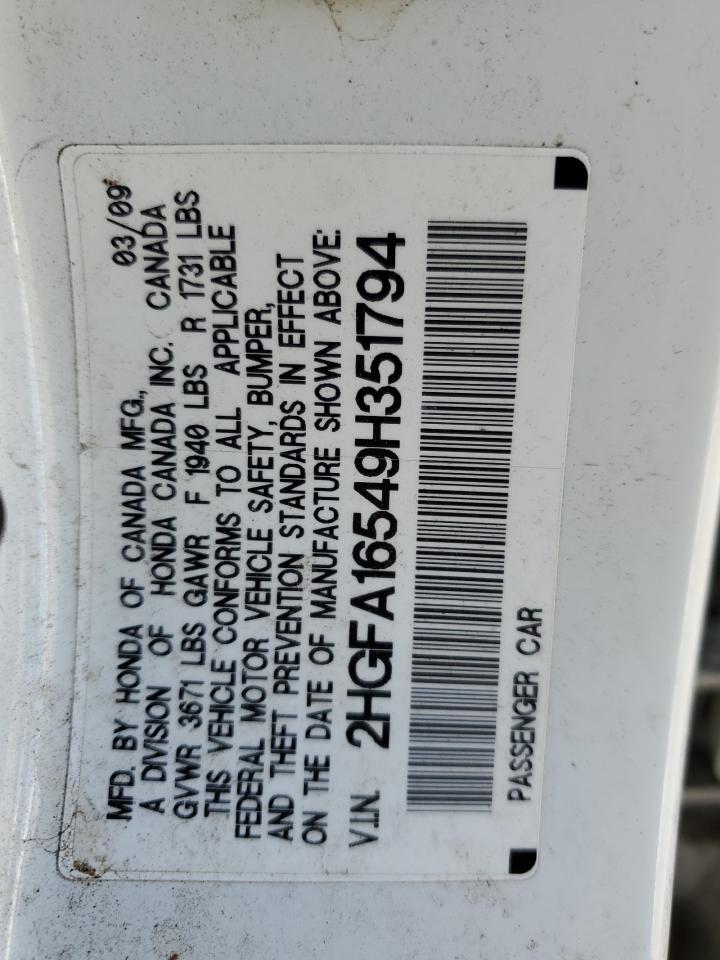 MFD. BY HONDA OF CANADA MFG., 03/09
A DIVISION OF HONDA CANADA INC. CANADA
GVWR 3671 LBS GAWR F 1940 LBS R 1731 LBS
THIS VEHICLE CONFORMS TO ALL APPLICABLE
FEDERAL MOTOR VEHICLE SAFETY, BUMPER,
AND THEFT PREVENTION STANDARDS IN EFFECT
ON THE DATE OF MANUFACTURE SHOWN ABOVE.
V.I.N. 2HGFA16549H351794
PASSENGER CAR